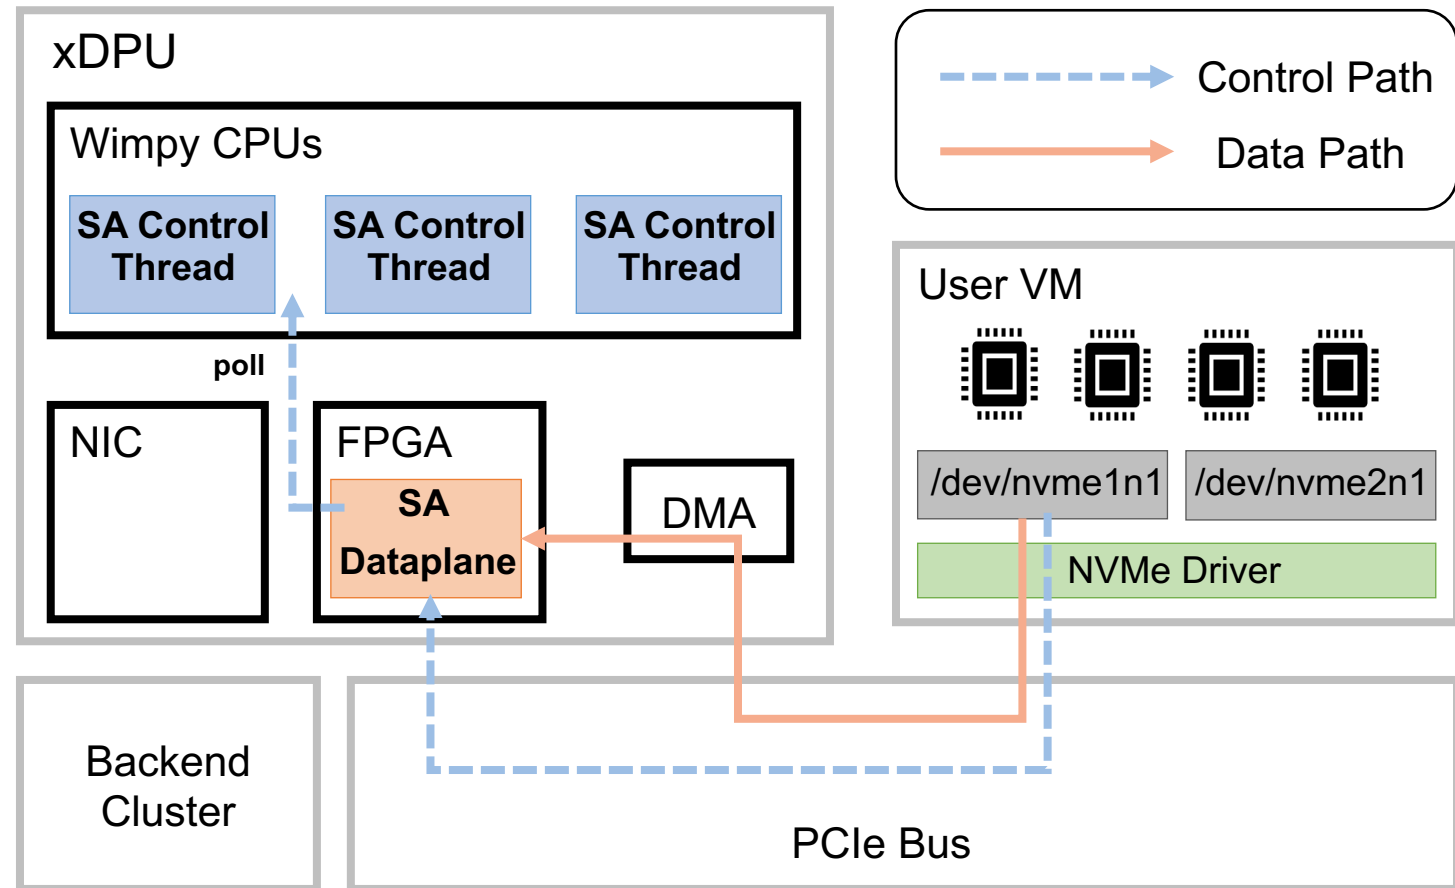 xDPU
Wimpy CPUs
SA Control
Thread
SA Control
Thread
SA Control
Thread
poll
NIC
FPGA
SA
Dataplane
DMA
Control Path
Data Path
User VM
/dev/nvme1n1
/dev/nvme2n1
NVMe Driver
Backend
Cluster
PCIe Bus